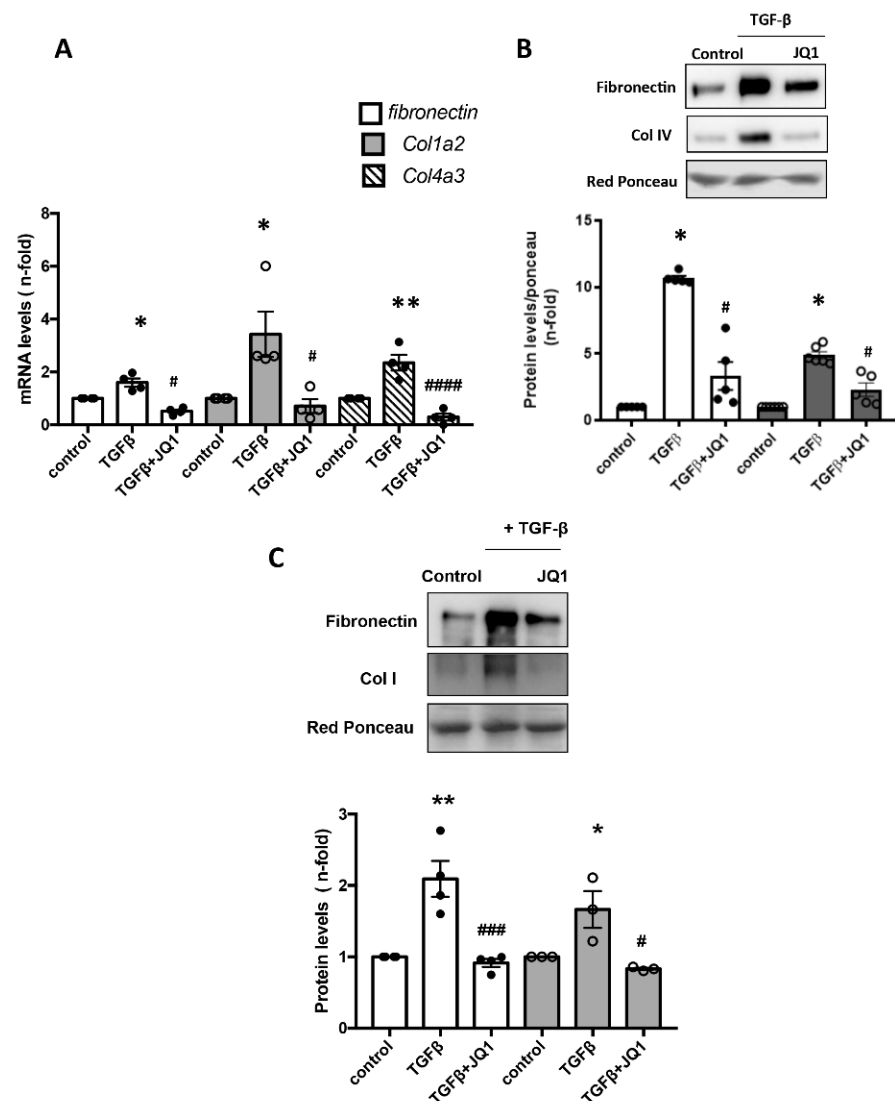 A
fibronectin
Col1a2
Col4a3
mRNA levels ( n-fold)
8
6
4
2
0
*
#
*
#
**
####
control
TGFβ
TGFβ+JQ1
control
TGFβ
TGFβ+JQ1
control
TGFβ
TGFβ+JQ1
B
TGF-β
Control JQ1
Fibronectin
Col IV
Red Ponceau
Protein levels/ponceau
(n-fold)
15
10
5
0
*
#
*
#
control
TGFβ
TGFβ+JQ1
control
TGFβ
TGFβ+JQ1
C
+ TGF-β
Control JQ1
Fibronectin
Col I
Red Ponceau
Protein levels ( n-fold)
3
2
1
0
**
###
*
#
control
TGFβ
TGFβ+JQ1
control
TGFβ
TGFβ+JQ1